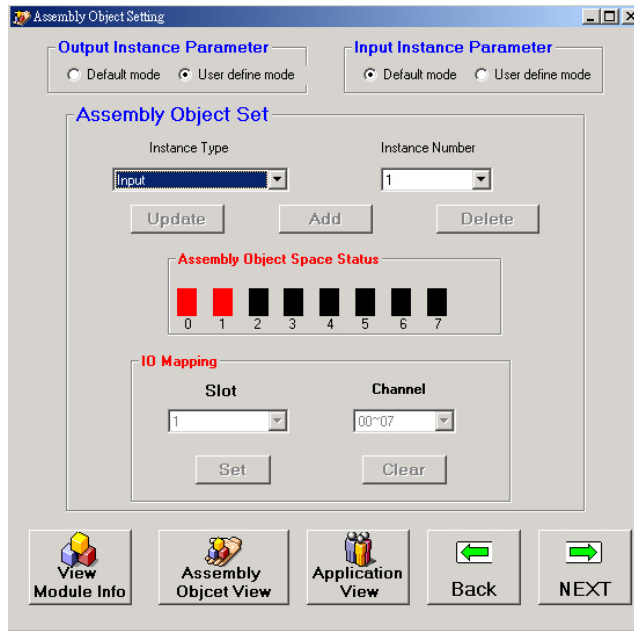 Assembly Object Setting
Output Instance Parameter
Input Instance Parameter
Default mode
User define mode
Default mode
User define mode
Assembly Object Set
Instance Type
Instance Number
Input
1
Update
Add
Delete
Assembly Object Space Status
0 1 2 3 4 5 6 7
IO Mapping
Slot
Channel
1
00~07
Set
Clear
View
Module Info
Assembly
Objcet View
Application
View
Back
NEXT